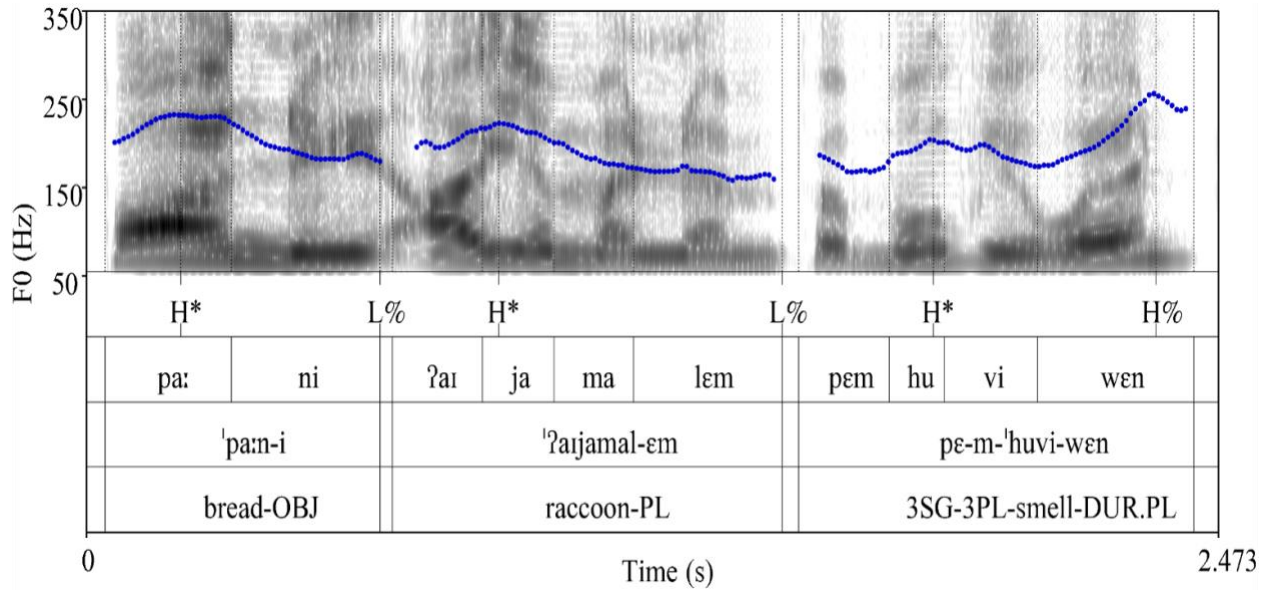 350
250
150
50
F0 (Hz)
H* L% H* L% H* H%
paː ni ʔaɪ ja ma lɛm pɛm hu vi wɛn
ˈpaːn-i ˈʔaɪjamal-ɛm pɛ-m-ˈhuvi-wɛn
bread-OBJ raccoon-PL 3SG-3PL-smell-DUR.PL
0 2.473
Time (s)